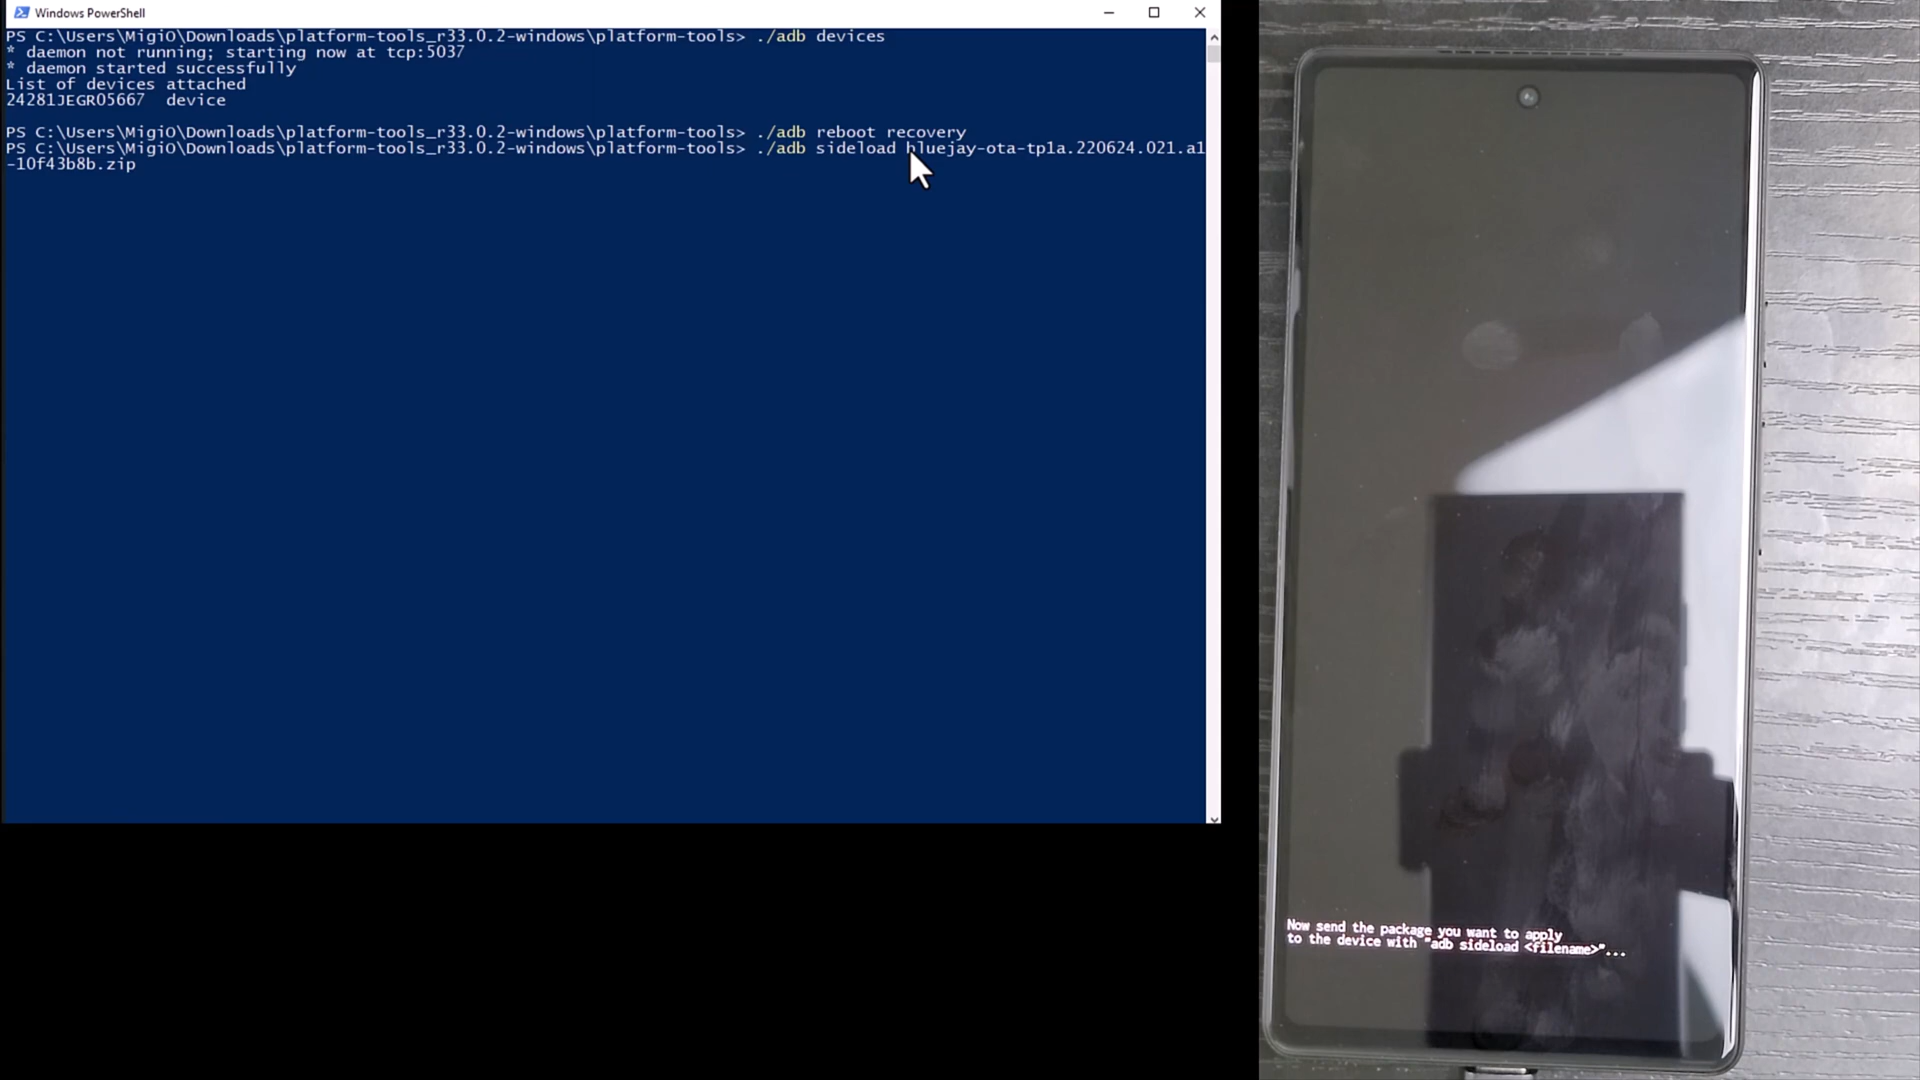 Windows PowerShell
PS C:\Users\MigiO\Downloads\platform-tools_r33.0.2-windows\platform-tools> ./adb devices
* daemon not running; starting now at tcp:5037
* daemon started successfully
List of devices attached
24281JEGR05667 device
PS C:\Users\MigiO\Downloads\platform-tools_r33.0.2-windows\platform-tools> ./adb reboot recovery
PS C:\Users\MigiO\Downloads\platform-tools_r33.0.2-windows\platform-tools> ./adb sideload bluejay-ota-tp1a.220624.021.a1
-10f43b8b.zip
Now send the package you want to apply
to the device with "adb sideload <filename>"...